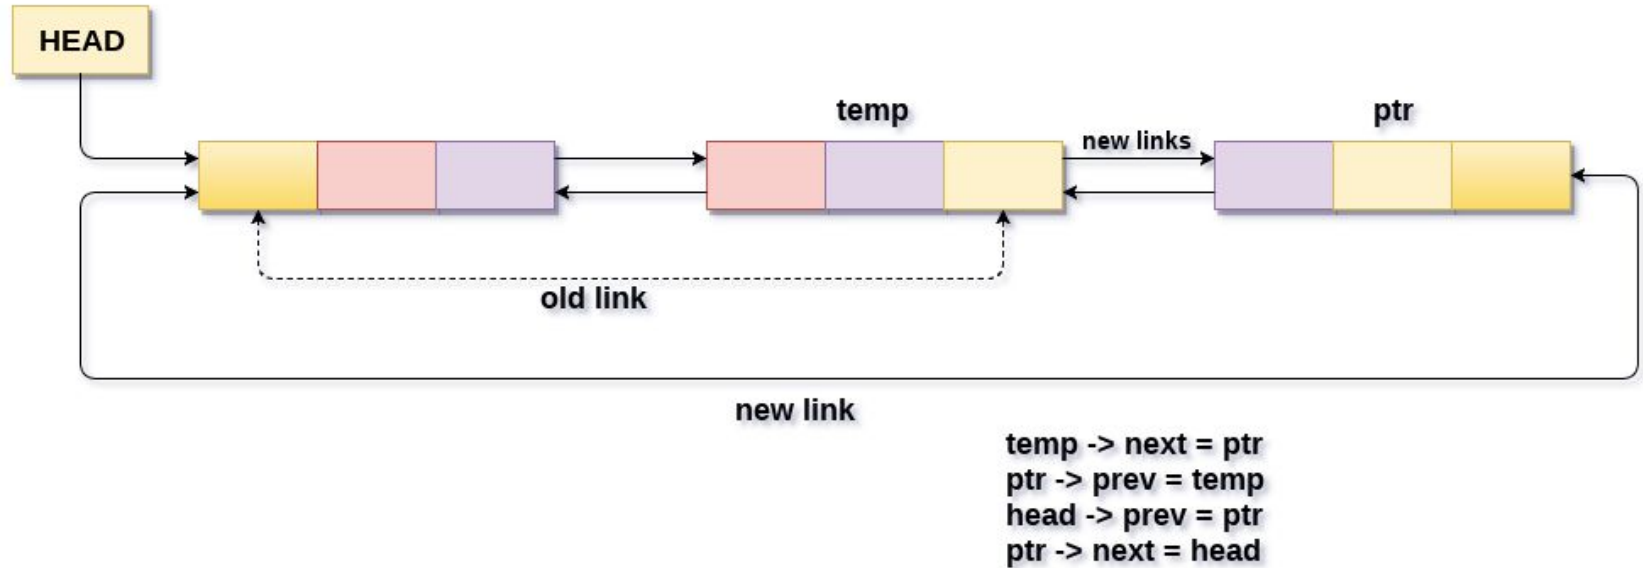 HEAD
temp
ptr
new links
old link
new link
temp -> next = ptr
ptr -> prev = temp
head -> prev = ptr
ptr -> next = head